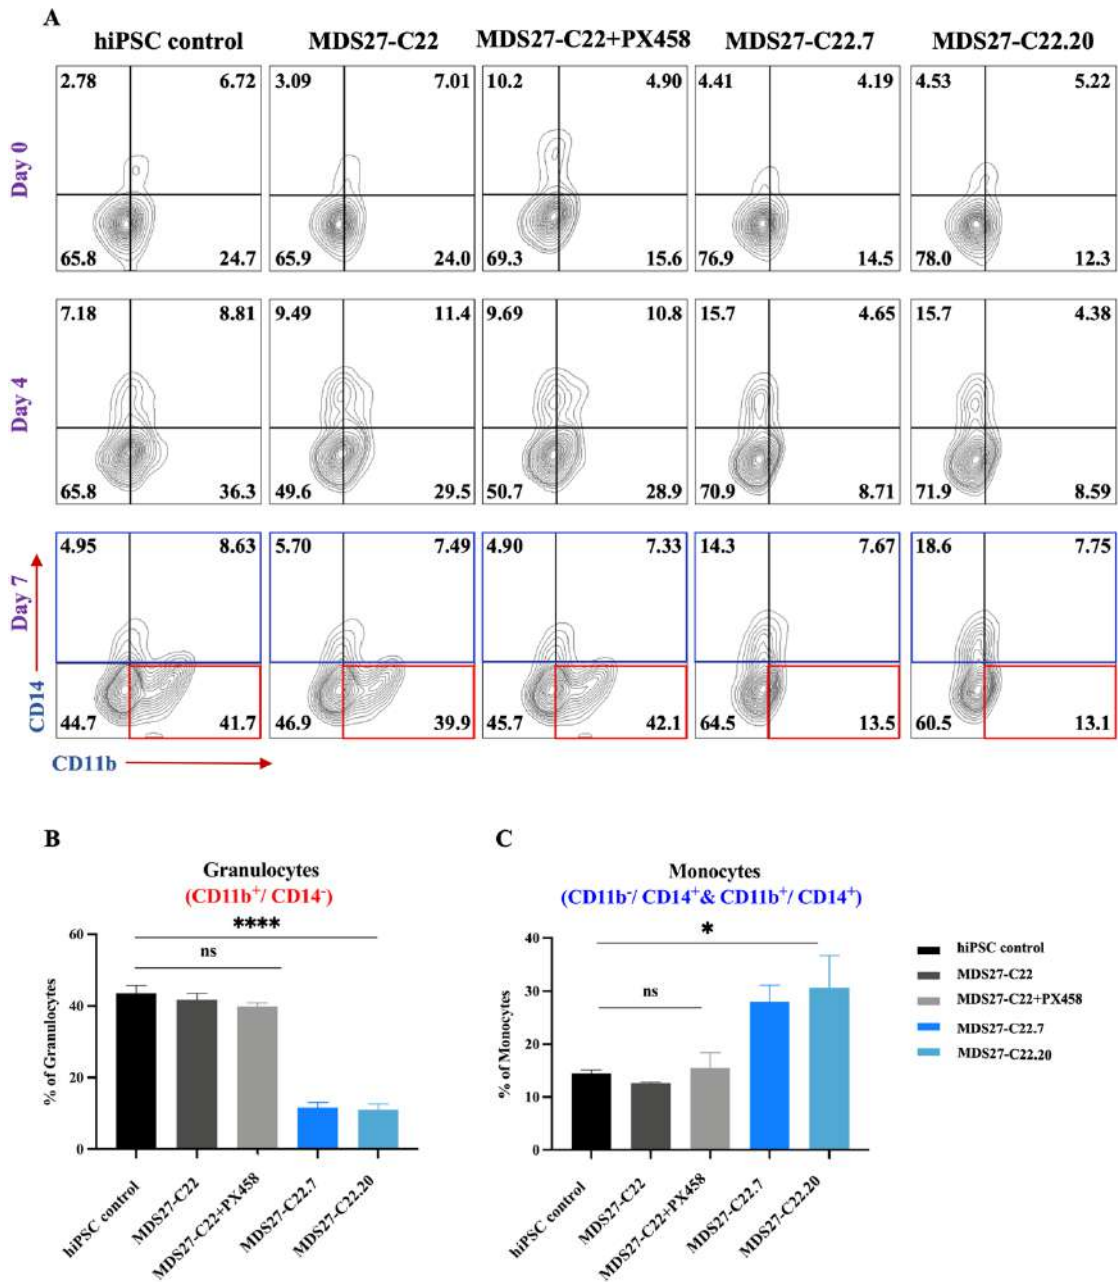 A
hiPSC control MDS27-C22 MDS27-C22+PX458 MDS27-C22.7 MDS27-C22.20
Day 0
2.78 6.72 3.09 7.01 10.2 4.90 4.41 4.19 4.53 5.22
65.8 24.7 65.9 24.0 69.3 15.6 76.9 14.5 78.0 12.3
Day 4
7.18 8.81 9.49 11.4 9.69 10.8 15.7 4.65 15.7 4.38
65.8 36.3 49.6 29.5 50.7 28.9 70.9 8.71 71.9 8.59
Day 7
4.95 8.63 5.70 7.49 4.90 7.33 14.3 7.67 18.6 7.75
CD14
44.7 41.7 46.9 39.9 45.7 42.1 64.5 13.5 60.5 13.1
CD11b
B
Granulocytes
(CD11b+/ CD14-)
****
ns
% of Granulocytes
60
40
20
0
hiPSC control
MDS27-C22
MDS27-C22+PX458
MDS27-C22.7
MDS27-C22.20
C
Monocytes
(CD11b-/ CD14+& CD11b+/ CD14+)
*
ns
% of Monocytes
40
30
20
10
0
hiPSC control
MDS27-C22
MDS27-C22+PX458
MDS27-C22.7
MDS27-C22.20
hiPSC control
MDS27-C22
MDS27-C22+PX458
MDS27-C22.7
MDS27-C22.20